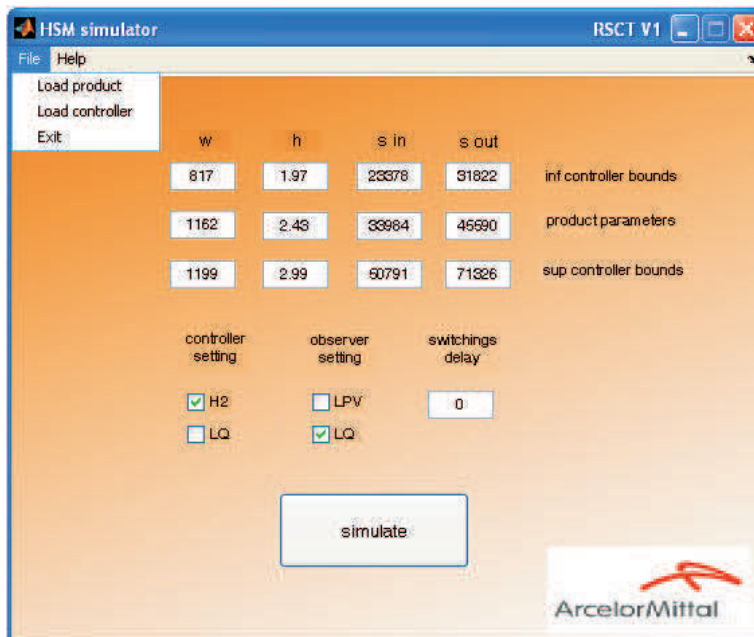 HSM simulator RSCT V1
File Help
Load product
Load controller
Exit
w h s in s out
817 1.97 23378 31822 inf controller bounds
1162 2.43 33984 45590 product parameters
1199 2.99 50791 71326 sup controller bounds
controller observer switchings
setting setting delay
H2 LPV 0
LQ LQ
simulate
ArcelorMittal